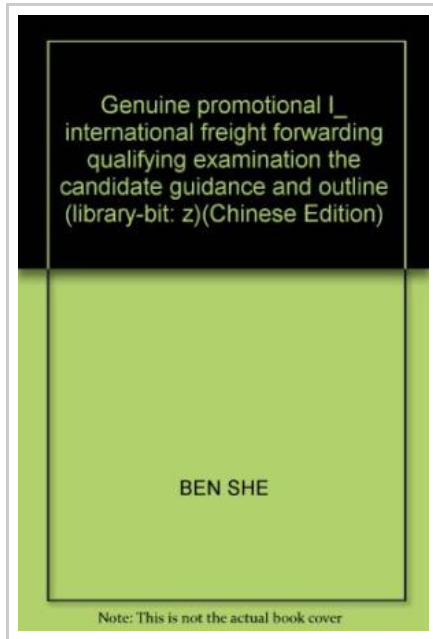 Genuine promotional I_
international freight forwarding
qualifying examination the
candidate guidance and outline
(library-bit: z)(Chinese Edition)
BEN SHE
Note: This is not the actual book cover